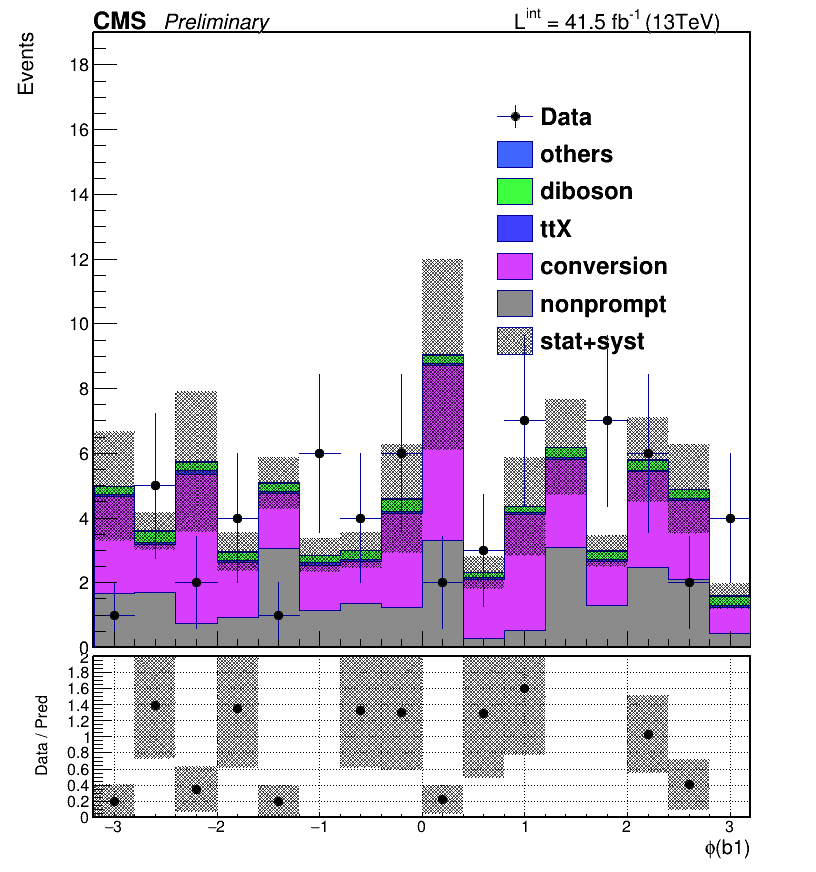 CMS Preliminary L^int = 41.5 fb^-1 (13TeV)
Events
18
16
14
12
10
8
6
4
2
0
Data
others
diboson
ttX
conversion
nonprompt
stat+syst
Data / Pred
2
1.8
1.6
1.4
1.2
1
0.8
0.6
0.4
0.2
0
−3 −2 −1 0 1 2 3
ϕ(b1)